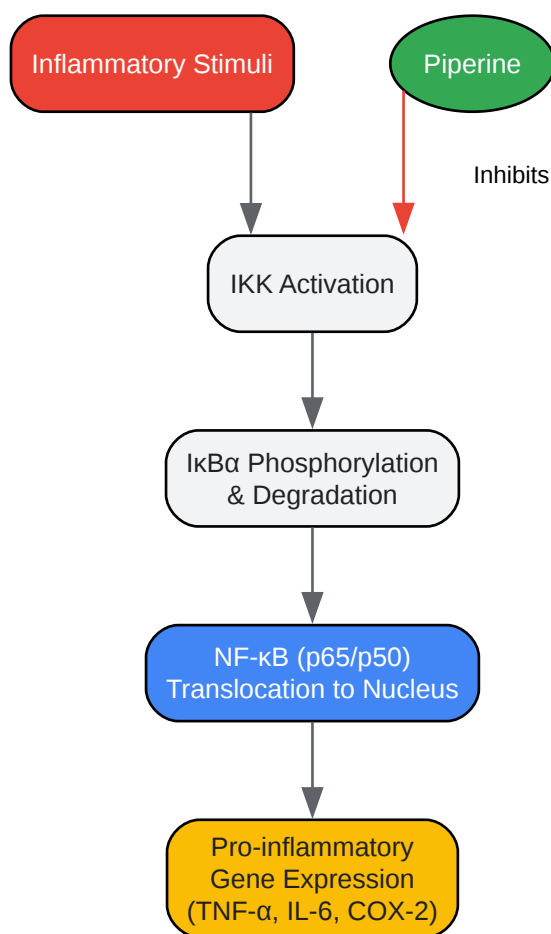 Inflammatory Stimuli
Piperine
Inhibits
IKK Activation
IκBα Phosphorylation
& Degradation
NF-κB (p65/p50)
Translocation to Nucleus
Pro-inflammatory
Gene Expression
(TNF-α, IL-6, COX-2)